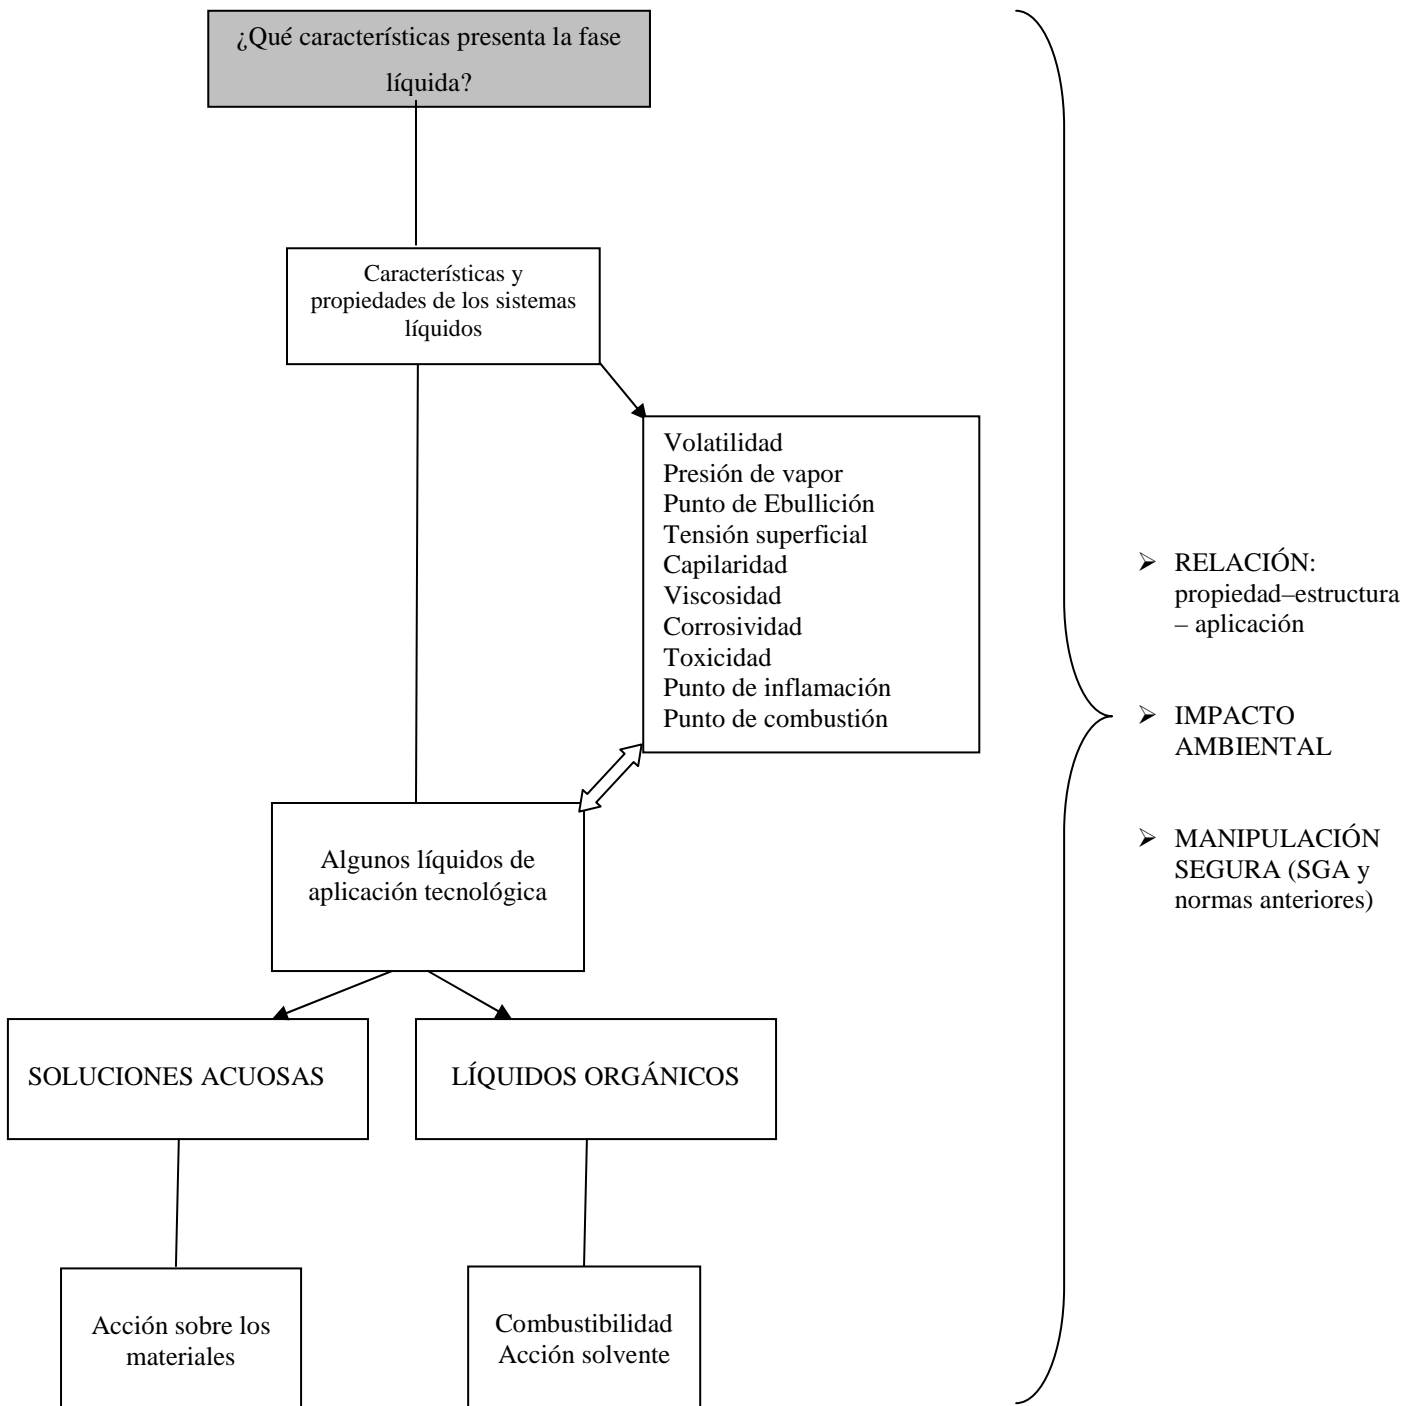 ¿Qué características presenta la fase
líquida?
Características y
propiedades de los sistemas
líquidos
Volatilidad
Presión de vapor
Punto de Ebullición
Tensión superficial
Capilaridad
Viscosidad
Corrosividad
Toxicidad
Punto de inflamación
Punto de combustión
Algunos líquidos de
aplicación tecnológica
SOLUCIONES ACUOSAS
LÍQUIDOS ORGÁNICOS
Acción sobre los
materiales
Combustibilidad
Acción solvente
➢ RELACIÓN:
propiedad–estructura
– aplicación
➢ IMPACTO
AMBIENTAL
➢ MANIPULACIÓN
SEGURA (SGA y
normas anteriores)